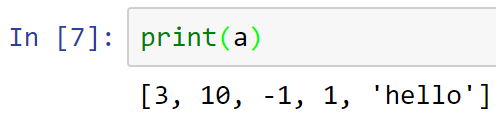 In [7]: print(a)
[3, 10, -1, 1, 'hello']